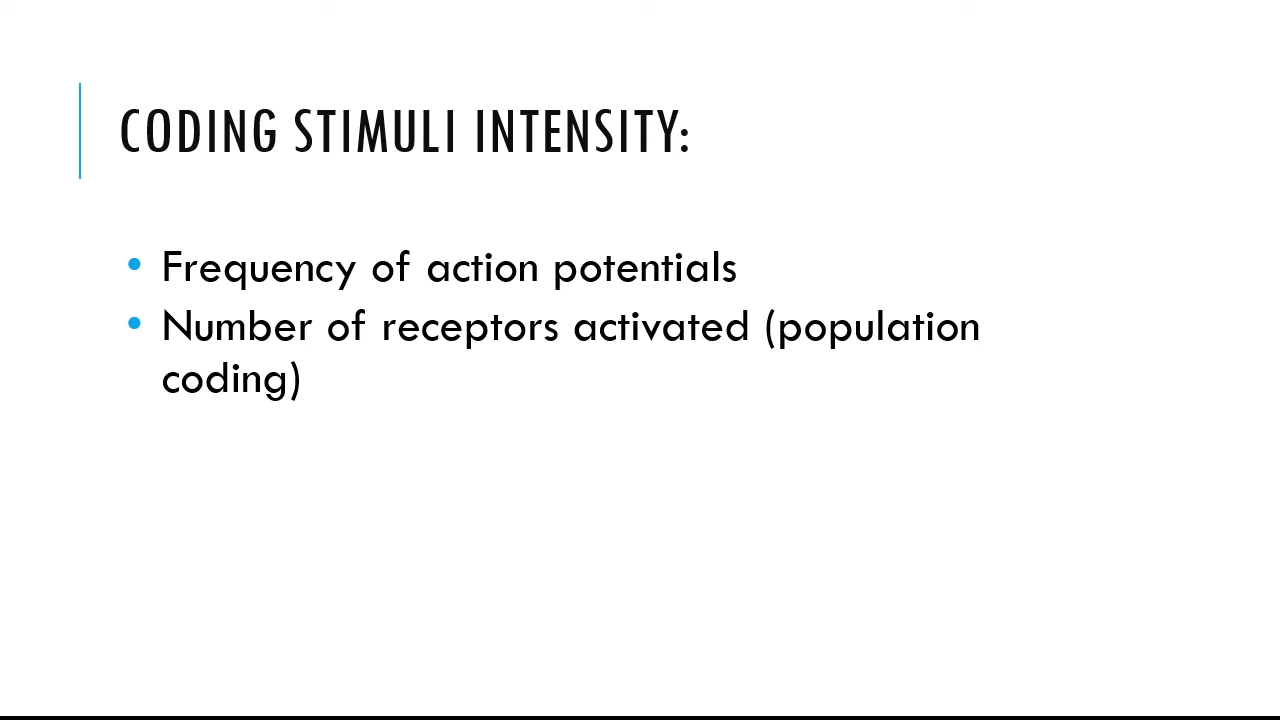 CODING STIMULI INTENSITY:
• Frequency of action potentials
• Number of receptors activated (population
coding)